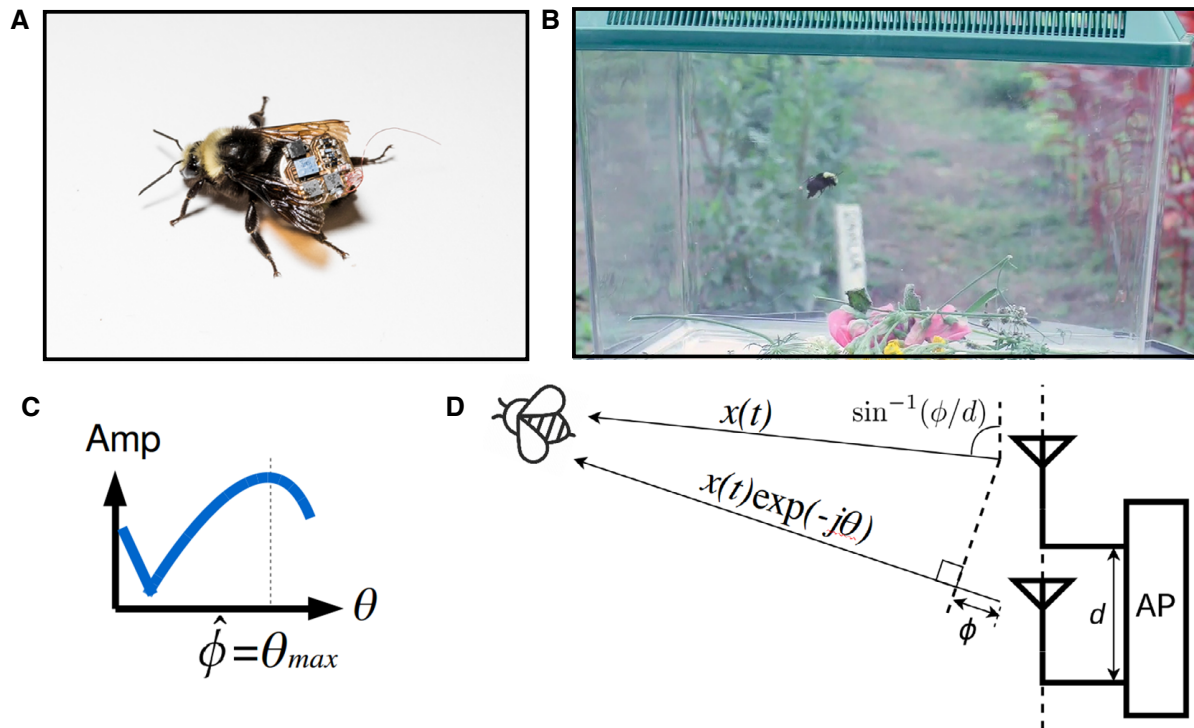 A
B
C
Amp
θ
φ̂=θmax
D
x(t)
sin⁻¹(ϕ/d)
x(t)exp(-jθ)
ϕ
d
AP